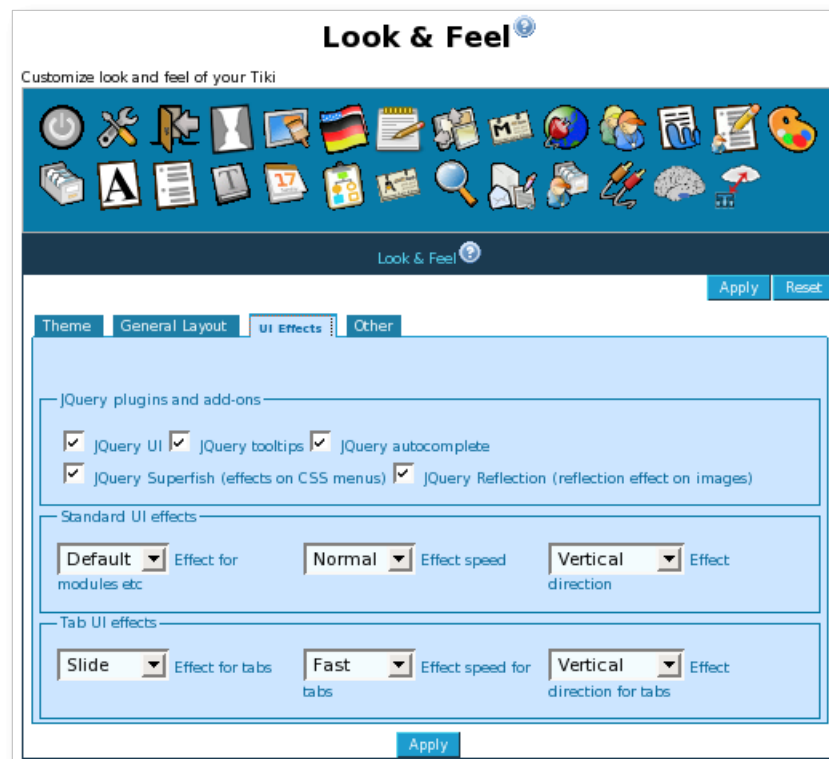 Look & Feel
Customize look and feel of your Tiki
M
17
A
T
Look & Feel
Apply Reset
Theme General Layout UI Effects Other
JQuery plugins and add-ons
JQuery UI JQuery tooltips JQuery autocomplete
JQuery Superfish (effects on CSS menus) JQuery Reflection (reflection effect on images)
Standard UI effects
Default Effect for Normal Effect speed Vertical Effect
modules etc direction
Tab UI effects
Slide Effect for tabs Fast Effect speed for Vertical Effect
tabs direction for tabs
Apply